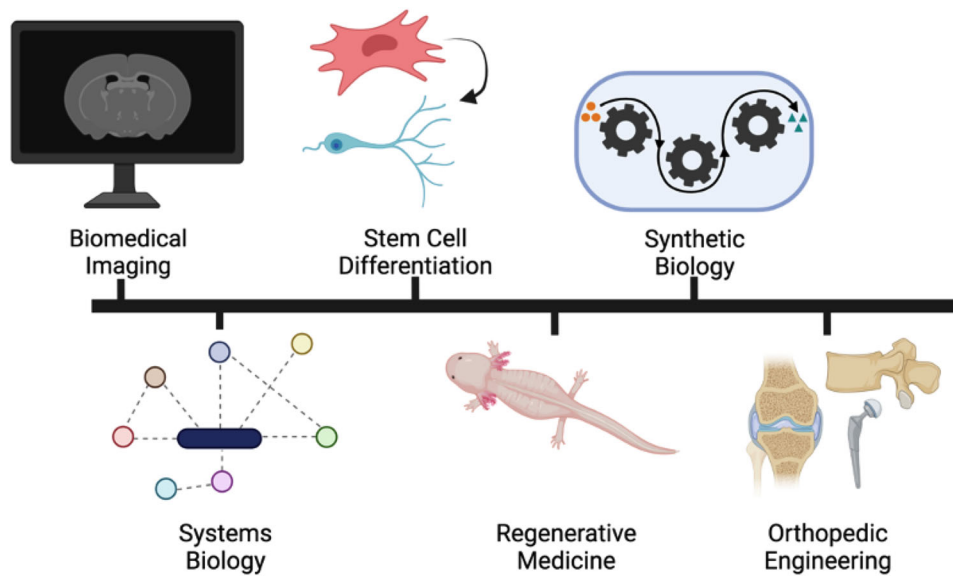 Biomedical
Imaging
Stem Cell
Differentiation
Synthetic
Biology
Systems
Biology
Regenerative
Medicine
Orthopedic
Engineering